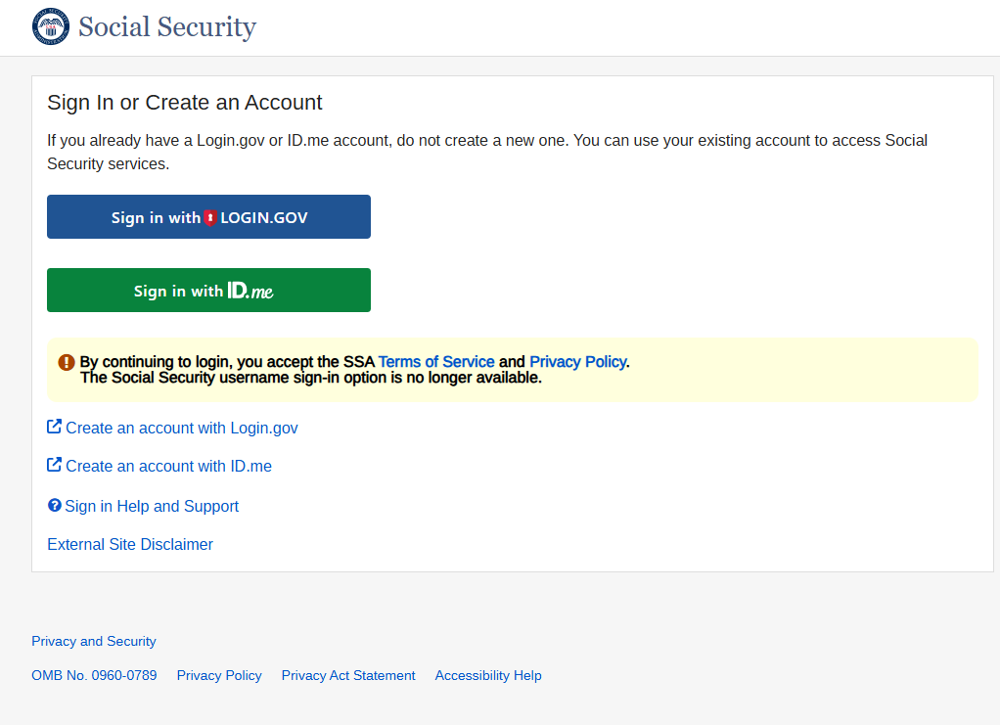 Social Security
Sign In or Create an Account
If you already have a Login.gov or ID.me account, do not create a new one. You can use your existing account to access Social
Security services.
Sign in with LOGIN.GOV
Sign in with ID.me
By continuing to login, you accept the SSA Terms of Service and Privacy Policy.
The Social Security username sign-in option is no longer available.
Create an account with Login.gov
Create an account with ID.me
Sign in Help and Support
External Site Disclaimer
Privacy and Security
OMB No. 0960-0789 Privacy Policy Privacy Act Statement Accessibility Help